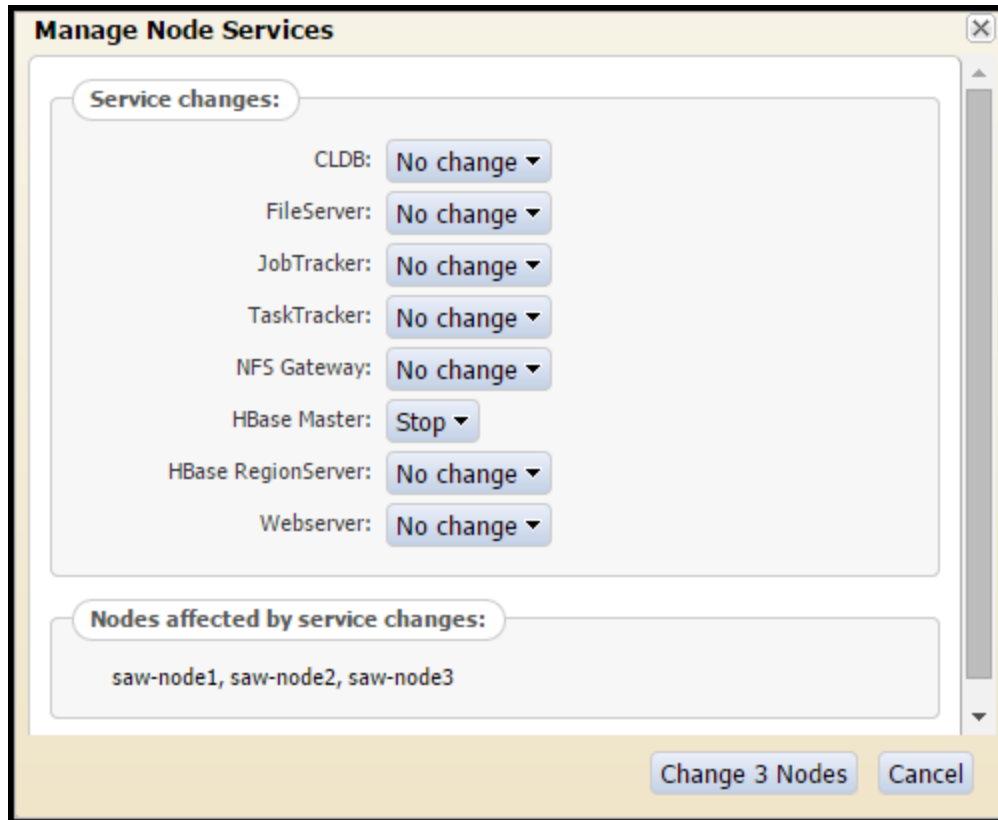 Manage Node Services
Service changes:
CLDB: No change
FileServer: No change
JobTracker: No change
TaskTracker: No change
NFS Gateway: No change
HBase Master: Stop
HBase RegionServer: No change
Webserver: No change
Nodes affected by service changes:
saw-node1, saw-node2, saw-node3
Change 3 Nodes Cancel